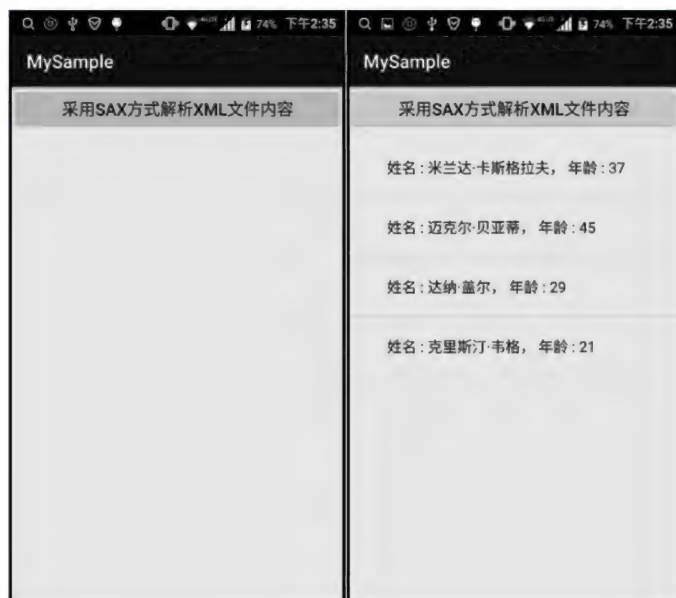 74% 下午2:35
MySample
采用SAX方式解析XML文件内容
74% 下午2:35
MySample
采用SAX方式解析XML文件内容
姓名 : 米兰达·卡斯格拉夫， 年龄 : 37
姓名 : 迈克尔·贝亚蒂， 年龄 : 45
姓名 : 达纳·盖尔， 年龄 : 29
姓名 : 克里斯汀·韦格， 年龄 : 21